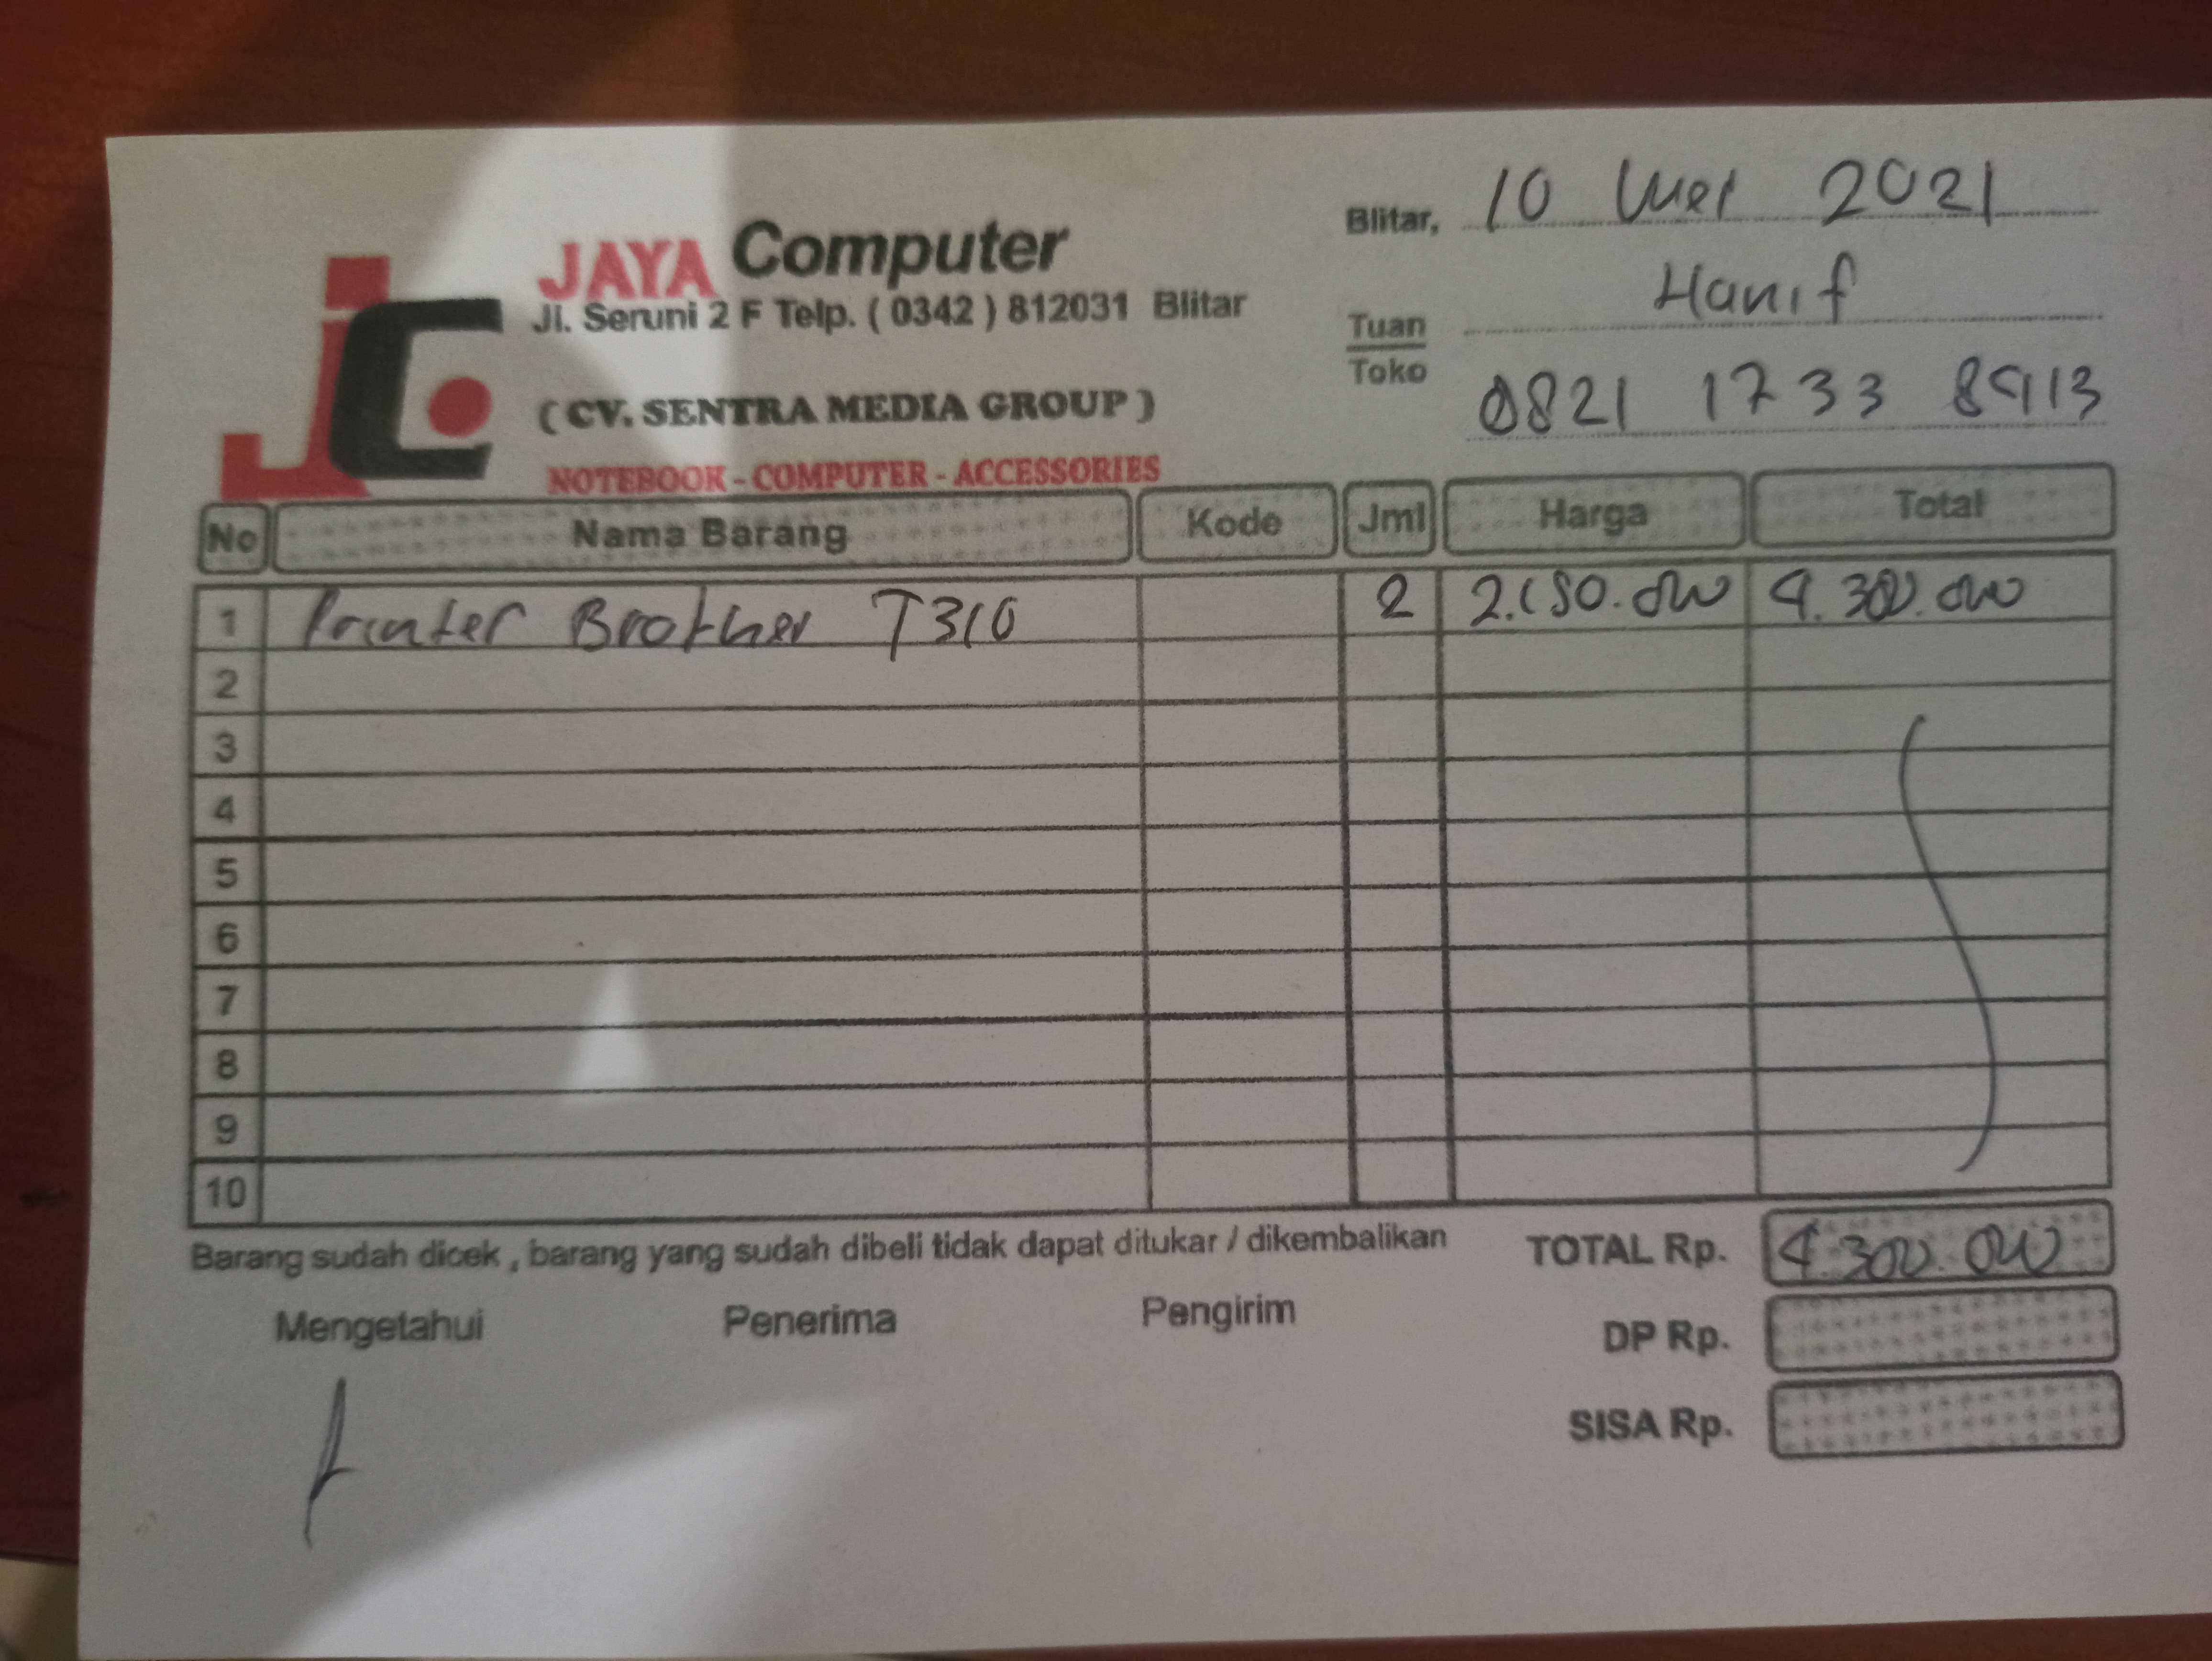 JAYA Computer
Jl. Seruni 2 F Telp. ( 0342 ) 812031 Blitar
( CV. SENTRA MEDIA GROUP )
NOTEBOOK - COMPUTER - ACCESSORIES
Blitar, 10 Mei 2021
Tuan Hanif
Toko 0821 1733 8913
No Nama Barang Kode Jml Harga Total
1 Printer Brother T310 2 2.150.000 4.300.000
2
3
4
5
6
7
8
9
10
Barang sudah dicek , barang yang sudah dibeli tidak dapat ditukar / dikembalikan
TOTAL Rp. 4.300.000
Mengetahui Penerima Pengirim
DP Rp.
SISA Rp.